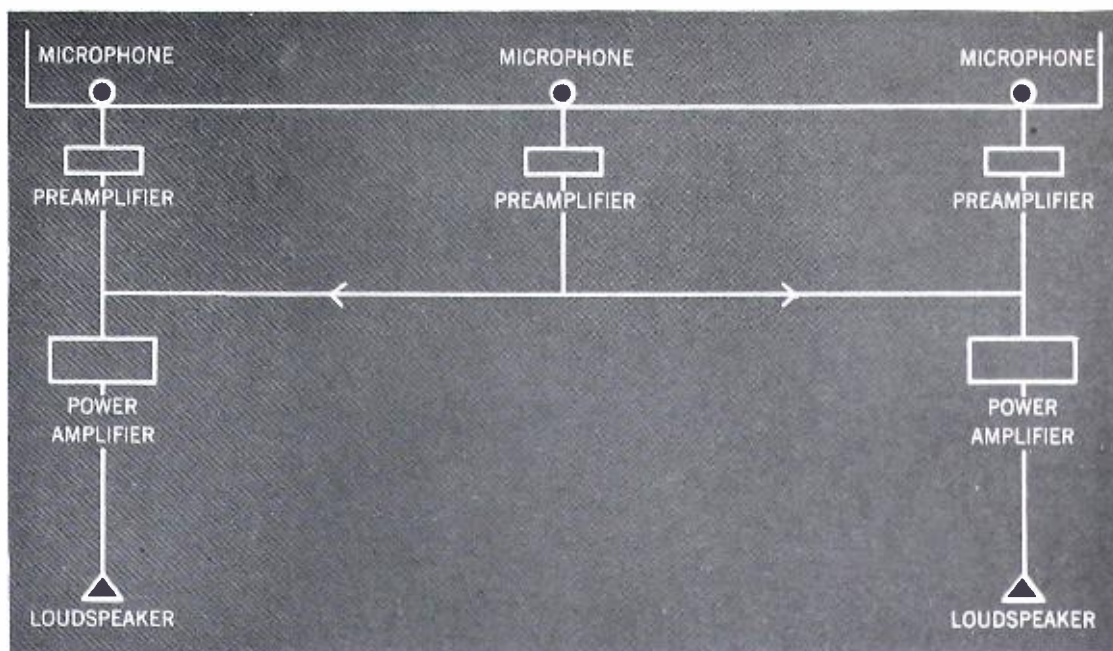 MICROPHONE
MICROPHONE
MICROPHONE
PREAMPLIFIER
PREAMPLIFIER
PREAMPLIFIER
POWER
AMPLIFIER
POWER
AMPLIFIER
LOUDSPEAKER
LOUDSPEAKER